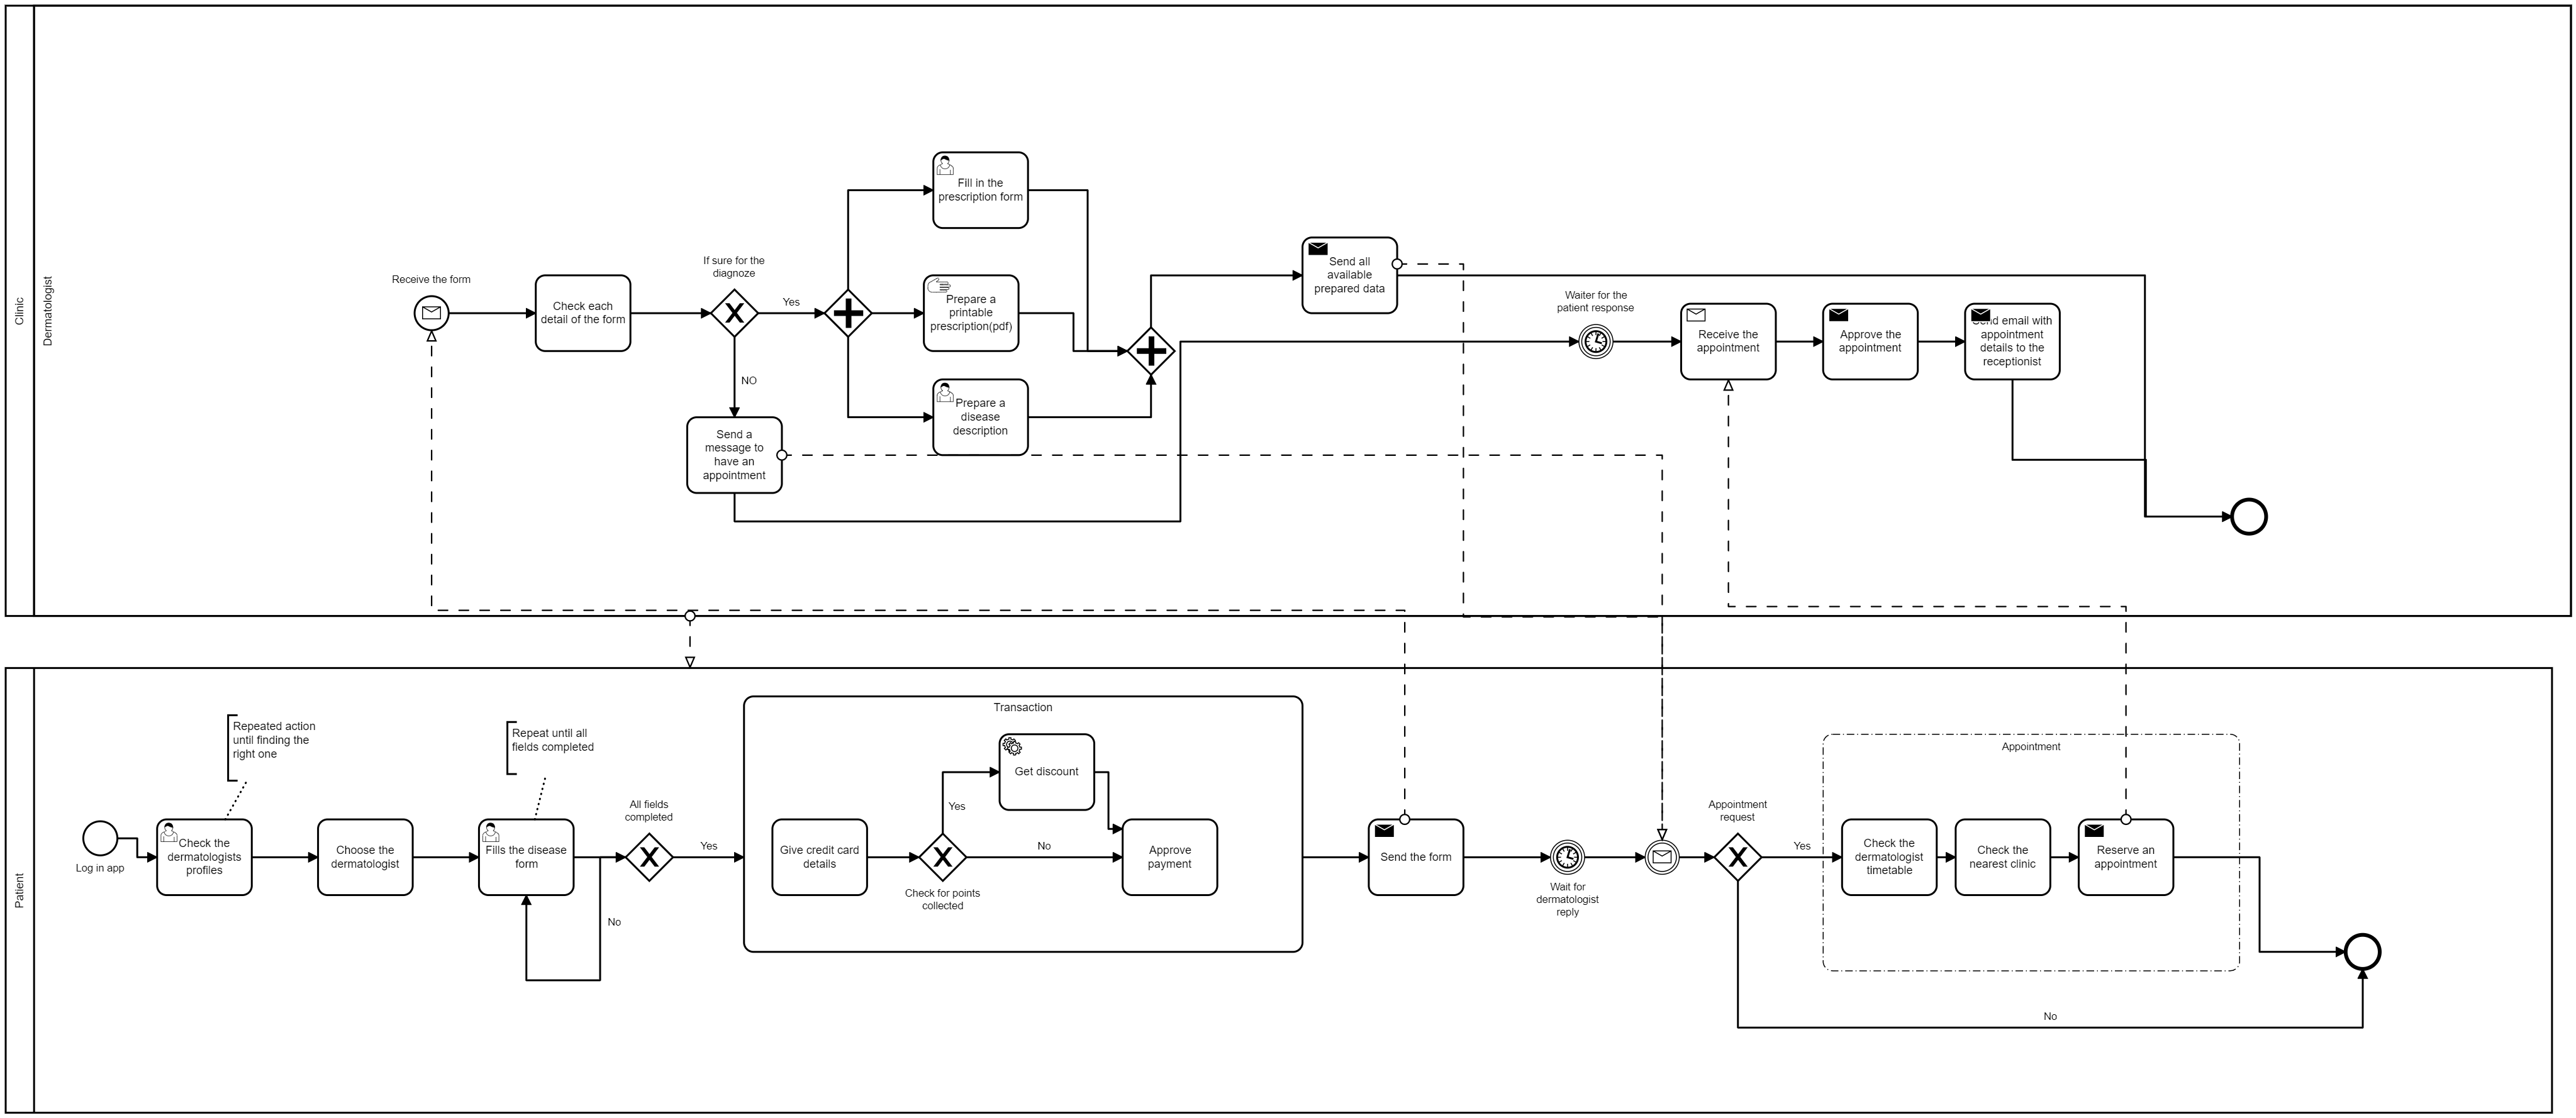 Clinic
Dermatologist
Receive the form
Check each
detail of the form
If sure for the
diagnoze
Yes
NO
Send a
message to
have an
appointment
Fill in the
prescription form
Prepare a
printable
prescription(pdf)
Prepare a
disease
description
Send all
available
prepared data
Waiter for the
patient response
Receive the
appointment
Approve the
appointment
Send email with
appointment
details to the
receptionist
Patient
Log in app
Repeated action
until finding the
right one
Check the
dermatologists
profiles
Choose the
dermatologist
Repeat until all
fields completed
Fills the disease
form
All fields
completed
Yes
No
Transaction
Give credit card
details
Check for points
collected
Yes
No
Get discount
Approve
payment
Send the form
Wait for
dermatologist
reply
Appointment
request
Yes
No
Appointment
Check the
dermatologist
timetable
Check the
nearest clinic
Reserve an
appointment